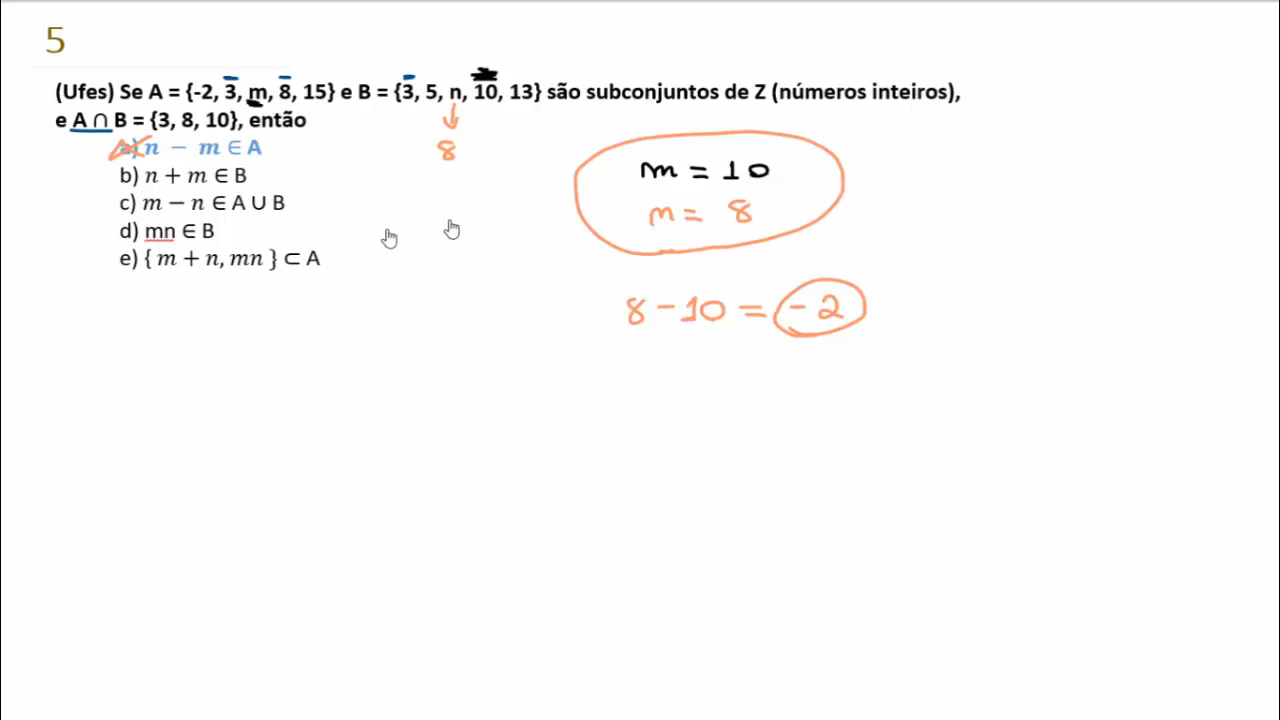 5
(Ufes) Se A = {-2, 3, m, 8, 15} e B = {3, 5, n, 10, 13} são subconjuntos de Z (números inteiros),
e A ∩ B = {3, 8, 10}, então
8
a) n − m ∈ A
b) n + m ∈ B
c) m − n ∈ A ∪ B
d) mn ∈ B
e) { m + n, mn } ⊂ A
m = 10
m = 8
8 - 10 = -2